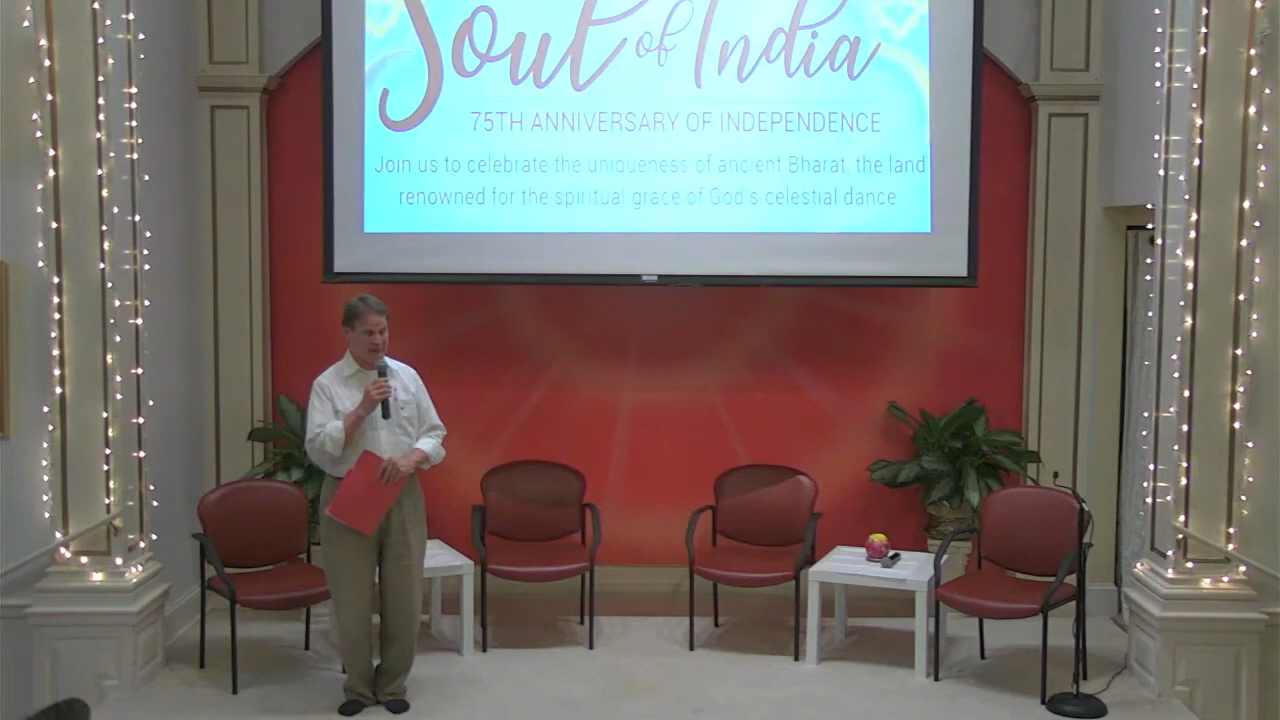 Soul of India
75TH ANNIVERSARY OF INDEPENDENCE
Join us to celebrate the uniqueness of ancient Bharat, the land
renowned for the spiritual grace of God's celestial dance